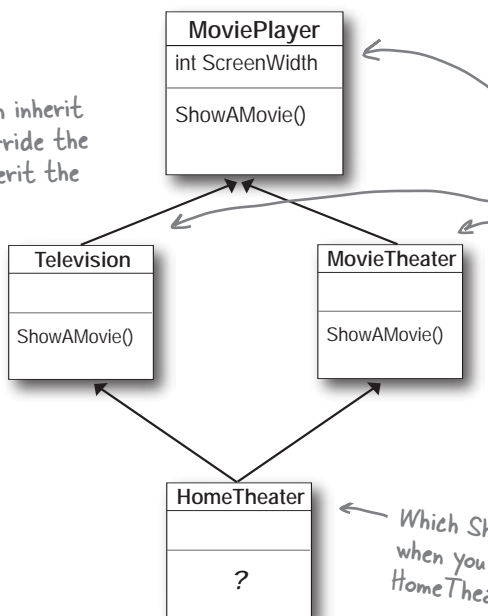 MoviePlayer
int ScreenWidth
ShowAMovie()
inherit
ride the
erit the
Television
ShowAMovie()
MovieTheater
ShowAMovie()
HomeTheater
?
Which Sh
when you
HomeThea